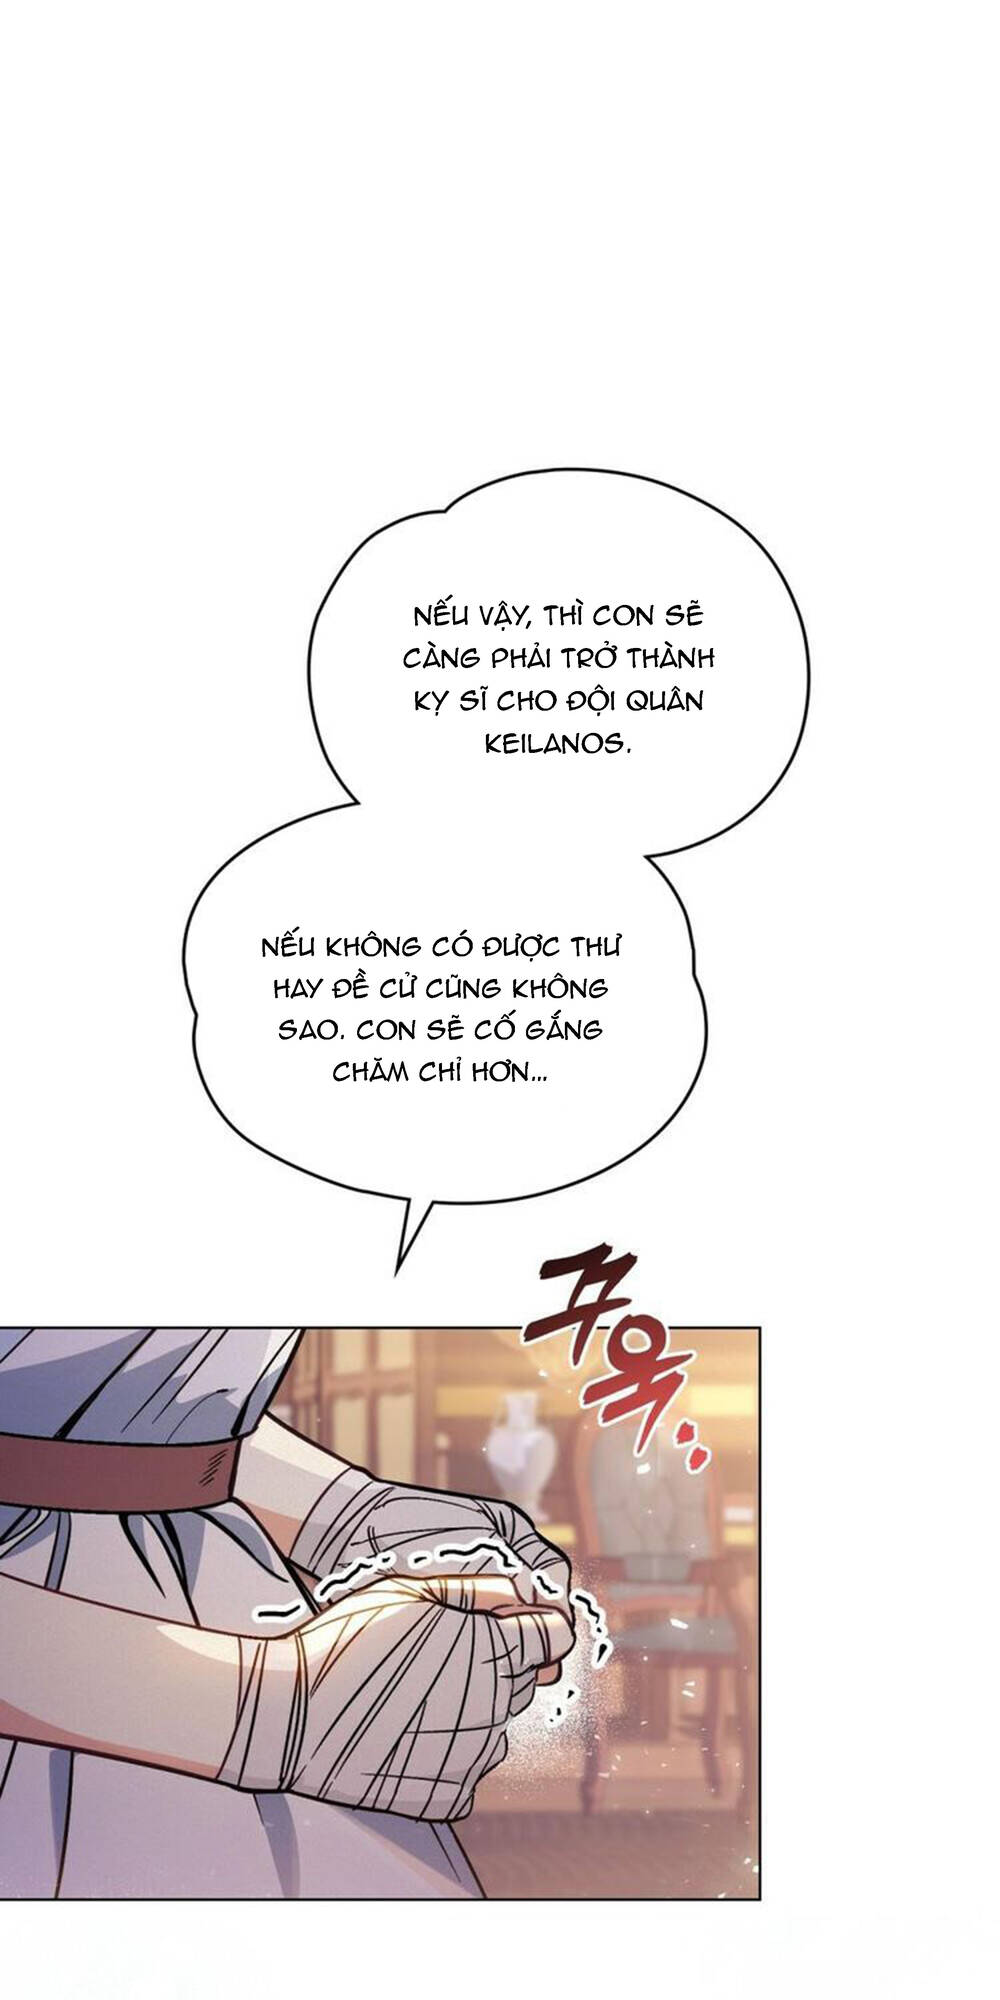 NẾU VẬY, THÌ CON SẼ
CÀNG PHẢI TRỞ THÀNH
KỴ SĨ CHO ĐỘI QUÂN
KEILANOS.
NẾU KHÔNG CÓ ĐƯỢC THƯ
HAY ĐỀ CỬ CŨNG KHÔNG
SAO. CON SẼ CỐ GẮNG
CHĂM CHỈ HƠN...
꾸욱..